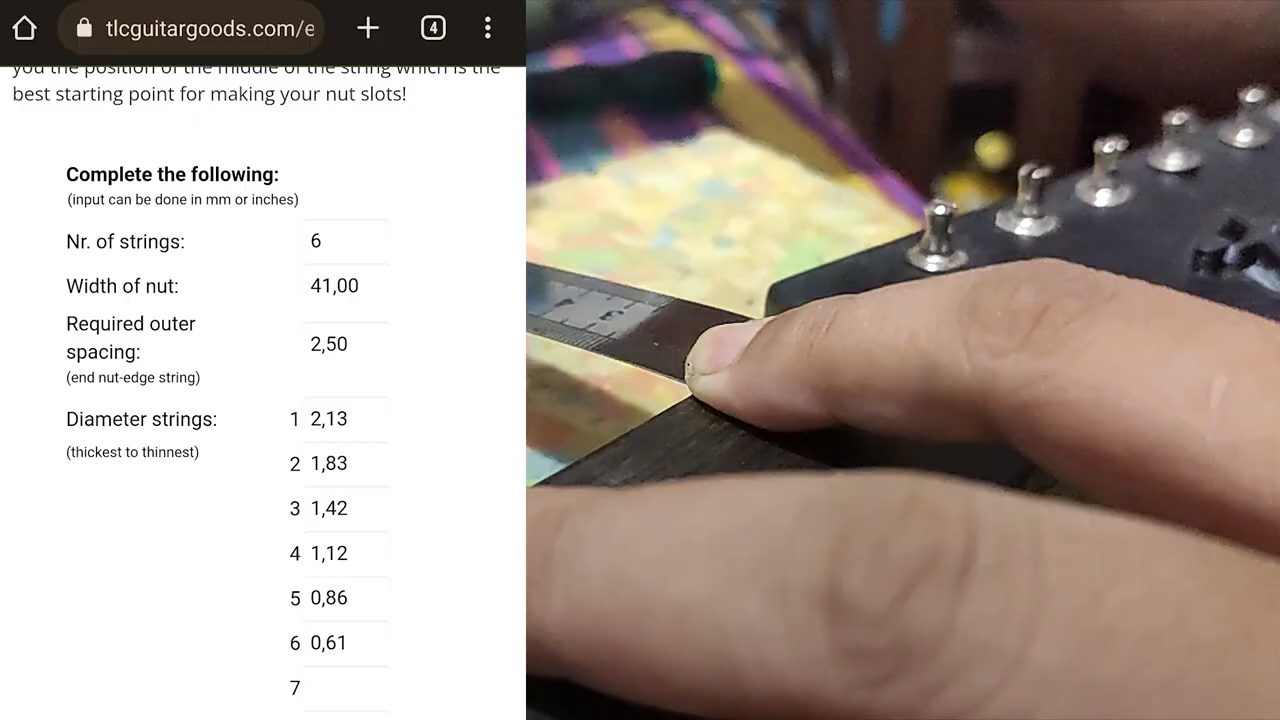 tlcguitargoods.com/e
4
you the position of the middle of the string which is the
best starting point for making your nut slots!
Complete the following:
(input can be done in mm or inches)
Nr. of strings: 6
Width of nut: 41,00
Required outer
spacing: 2,50
(end nut-edge string)
Diameter strings: 1 2,13
(thickest to thinnest)
2 1,83
3 1,42
4 1,12
5 0,86
6 0,61
7
3
4